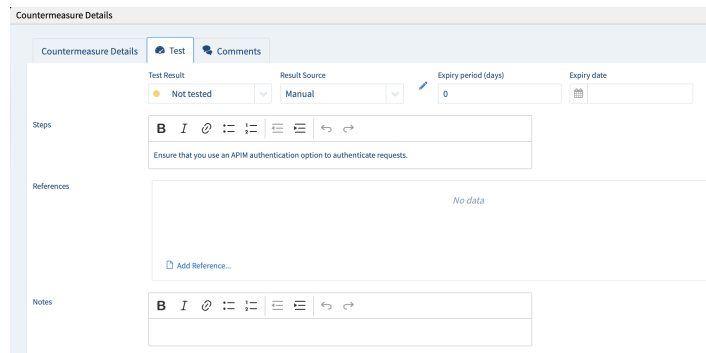 Countermeasure Details
Countermeasure Details Test Comments
Test Result Result Source Expiry period (days) Expiry date
Not tested Manual 0
Steps
B I
Ensure that you use an APIM authentication option to authenticate requests.
References
No data
Add Reference...
Notes
B I